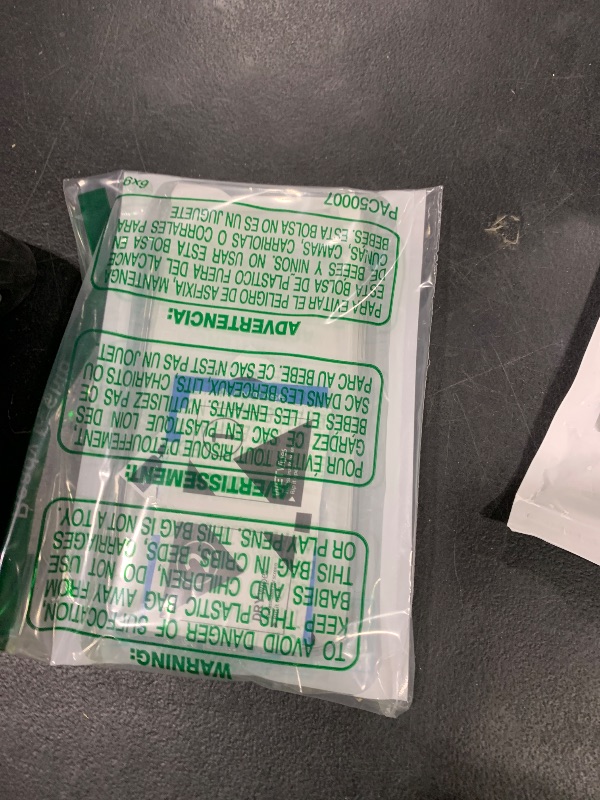 WARNING:
TO AVOID DANGER OF SUFFOCATION,
KEEP THIS PLASTIC BAG AWAY FROM
BABIES AND CHILDREN. DO NOT USE
THIS BAG IN CRIBS, BEDS, CARRIAGES
OR PLAY PENS. THIS BAG IS NOT A TOY.
AVERTISSEMENT:
POUR ÉVITER TOUT RISQUE D'ÉTOUFFEMENT,
GARDEZ CE SAC EN PLASTIQUE LOIN DES
BEBES ET LES ENFANTS. N'UTILISEZ PAS CE
SAC DANS LES BERCEAUX, LITS, CHARIOTS OU
PARC AU BEBE. CE SAC N'EST PAS UN JOUET
ADVERTENCIA:
PARA EVITAR EL PELIGRO DE ASFIXIA, MANTENGA
ESTA BOLSA DE PLASTICO FUERA DEL ALCANCE
DE BEBES Y NIÑOS. NO USAR ESTA BOLSA EN
CUNAS, CAMAS, CARRIOLAS O CORRALES PARA
BEBES. ESTA BOLSA NO ES UN JUGUETE
PAC50007
6x9